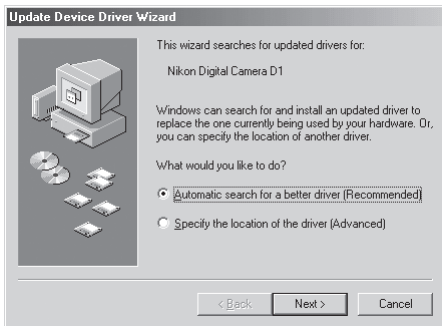 Update Device Driver Wizard
This wizard searches for updated drivers for:
Nikon Digital Camera D1
Windows can search for and install an updated driver to
replace the one currently being used by your hardware. Or,
you can specify the location of another driver.
What would you like to do?
Automatic search for a better driver (Recommended)
Specify the location of the driver (Advanced)
< Back
Next >
Cancel